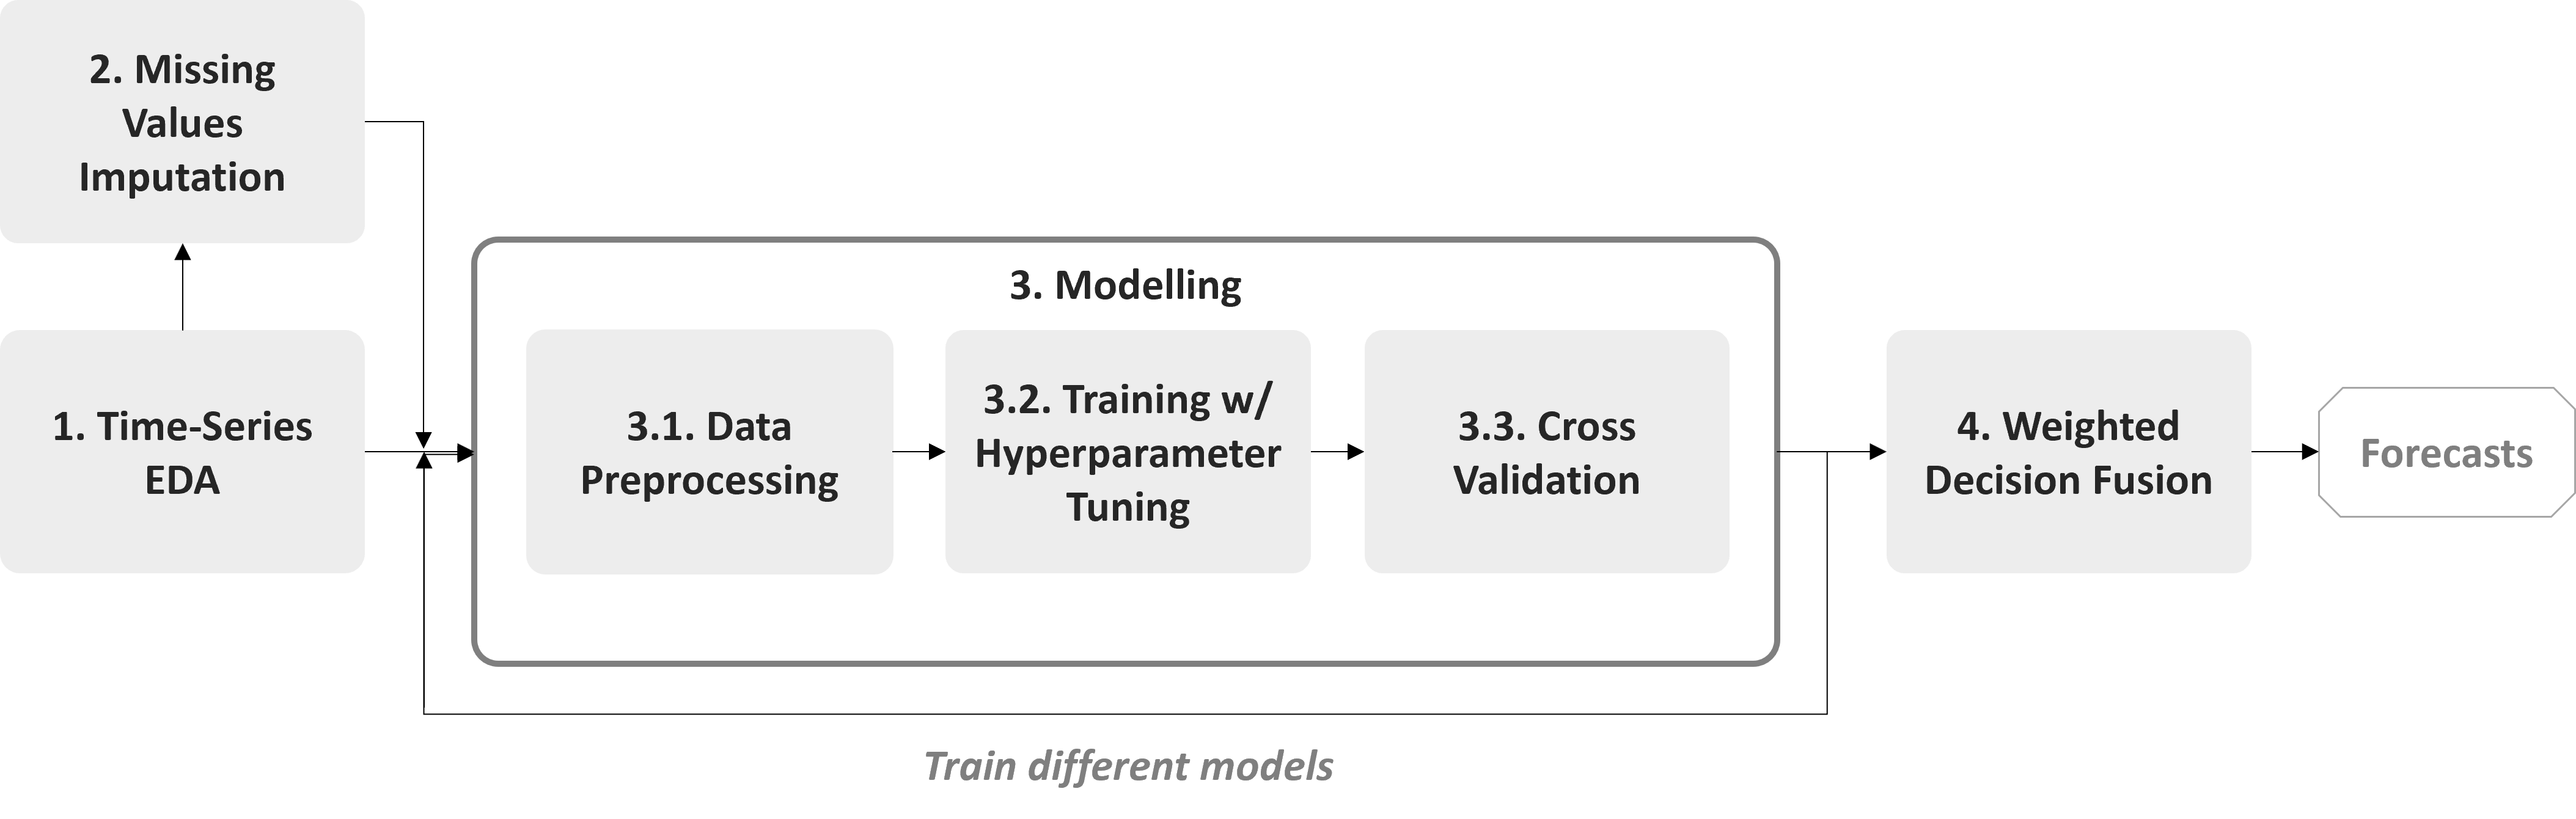 2. Missing
Values
Imputation
1. Time-Series
EDA
3. Modelling
3.1. Data
Preprocessing
3.2. Training w/
Hyperparameter
Tuning
3.3. Cross
Validation
4. Weighted
Decision Fusion
Forecasts
Train different models